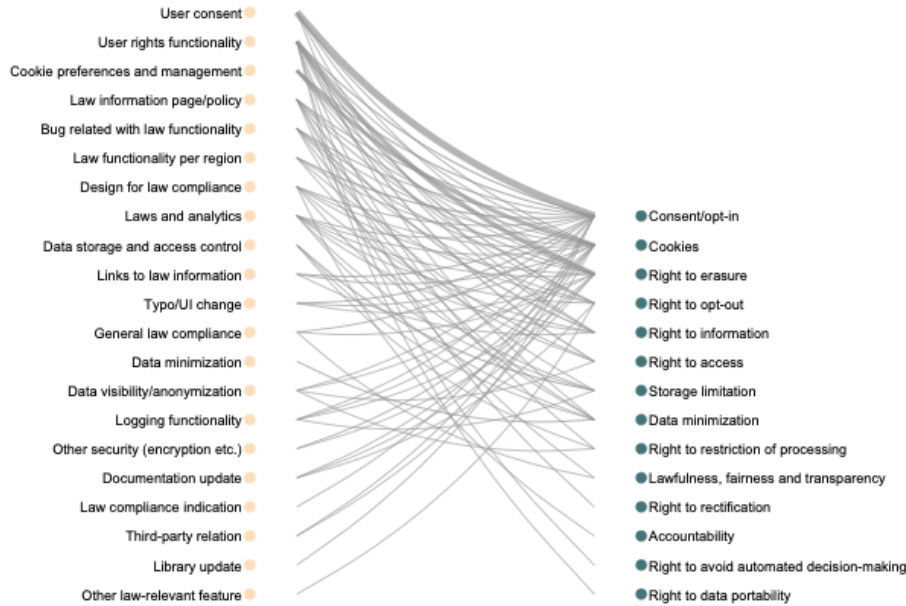 User consent
User rights functionality
Cookie preferences and management
Law information page/policy
Bug related with law functionality
Law functionality per region
Design for law compliance
Laws and analytics
Data storage and access control
Links to law information
Typo/UI change
General law compliance
Data minimization
Data visibility/anonymization
Logging functionality
Other security (encryption etc.)
Documentation update
Law compliance indication
Third-party relation
Library update
Other law-relevant feature
Consent/opt-in
Cookies
Right to erasure
Right to opt-out
Right to information
Right to access
Storage limitation
Data minimization
Right to restriction of processing
Lawfulness, fairness and transparency
Right to rectification
Accountability
Right to avoid automated decision-making
Right to data portability